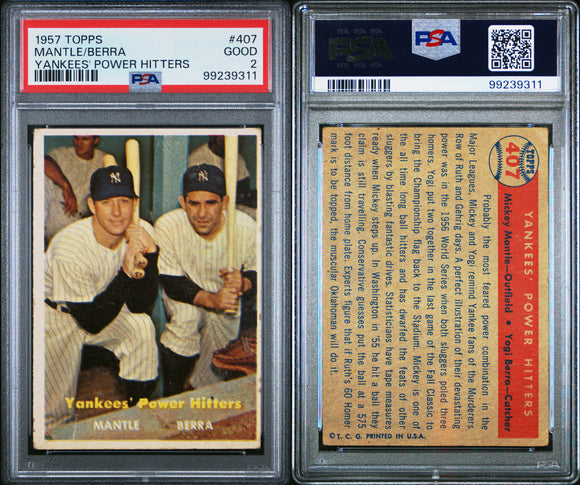 1957 TOPPS #407
MANTLE/BERRA GOOD
YANKEES' POWER HITTERS 2
PSA 99239311
NY
NY
Yankees' Power Hitters
MANTLE BERRA
PSA
PSA
99239311
TOPPS
407
YANKEES' POWER HITTERS
Mickey Mantle—Outfield • Yogi Berra—Catcher
Probably the most feared power combination in the
Major Leagues, Mickey and Yogi remind Yankee fans of the Murderers
Row of Ruth and Gehrig days. A perfect illustration of their devastating
power was in the 1956 World Series when both sluggers poled three
homers. Yogi put two together in the last game of the Fall Classic to
bring the Championship flag back to the Stadium. Mickey is one of
the all time long ball hitters and has dwarfed the feats of other
sluggers by blasting fantastic drives. Statisticians have tape measures
ready when Mickey steps up. In Washington in '55 he hit a ball they
claim is still travelling. Conservative guesses put the ball at a 575
foot distance from home plate. Experts figure that if Ruth's 60 Homer
mark is to be topped, the muscular Oklahoman will do it.
© T. C. G. PRINTED IN U.S.A.